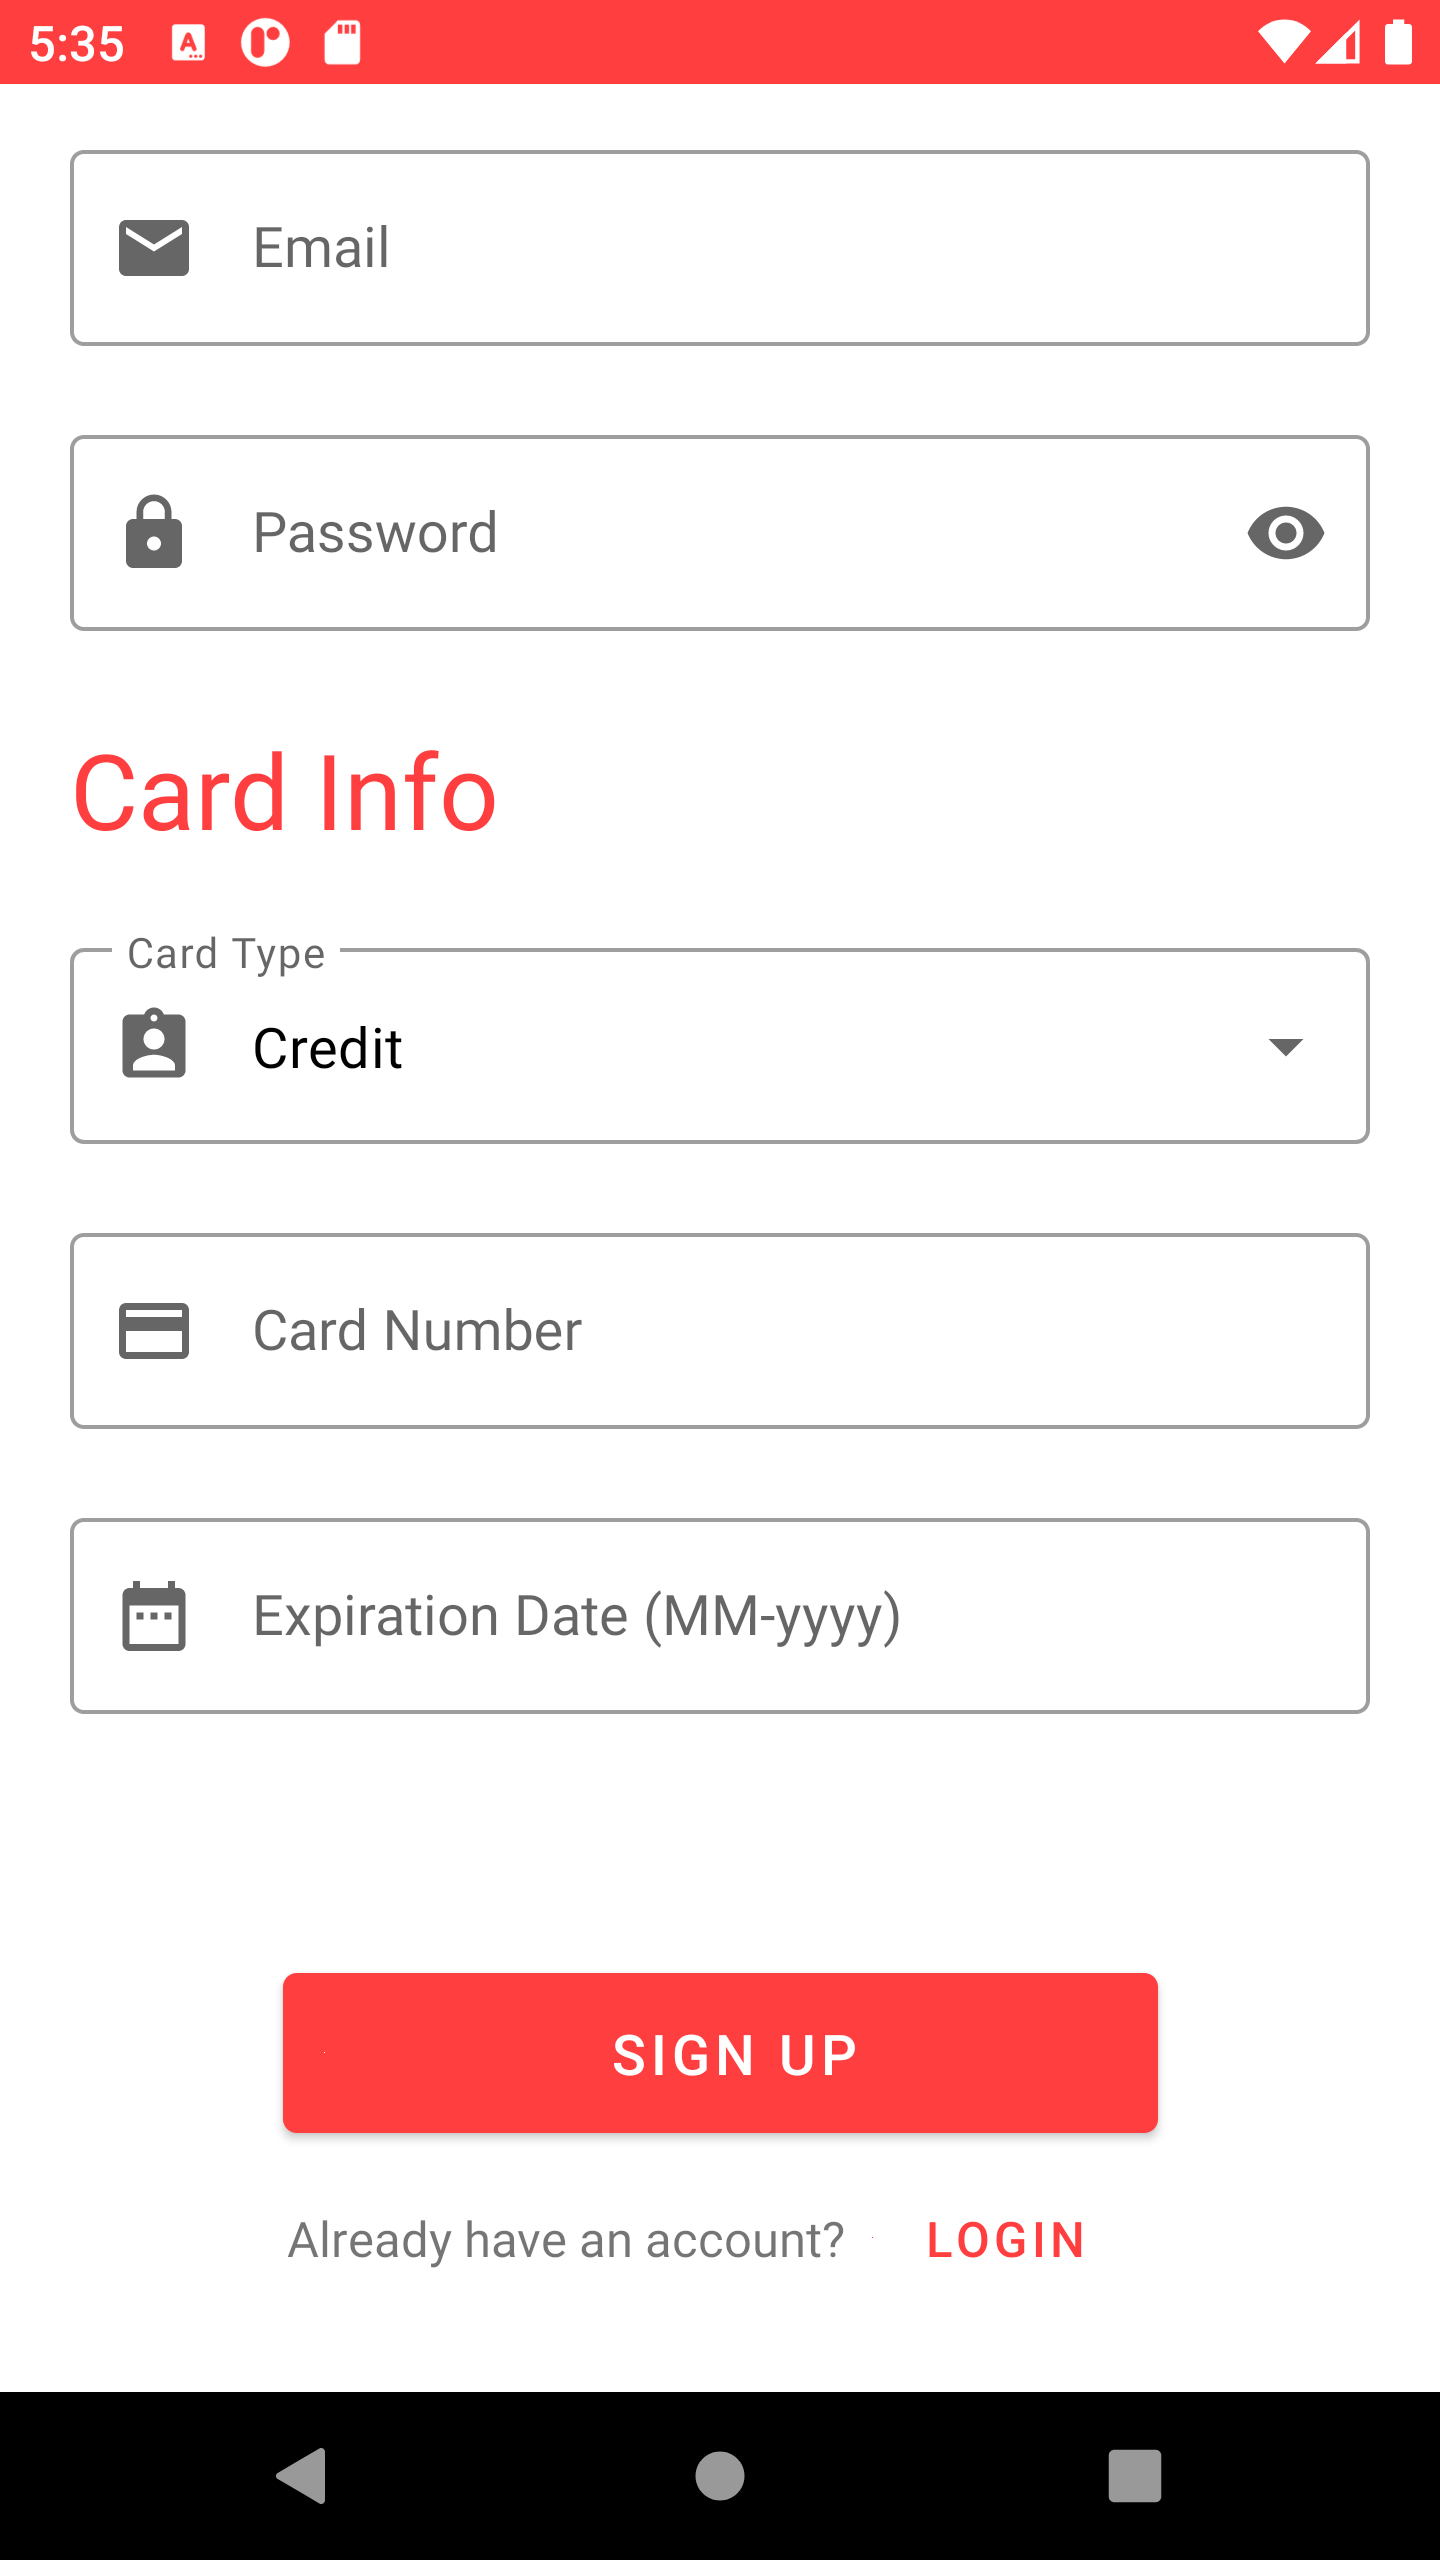 5:35
Email
Password
Card Info
Card Type
Credit
Card Number
Expiration Date (MM-yyyy)
SIGN UP
Already have an account? LOGIN